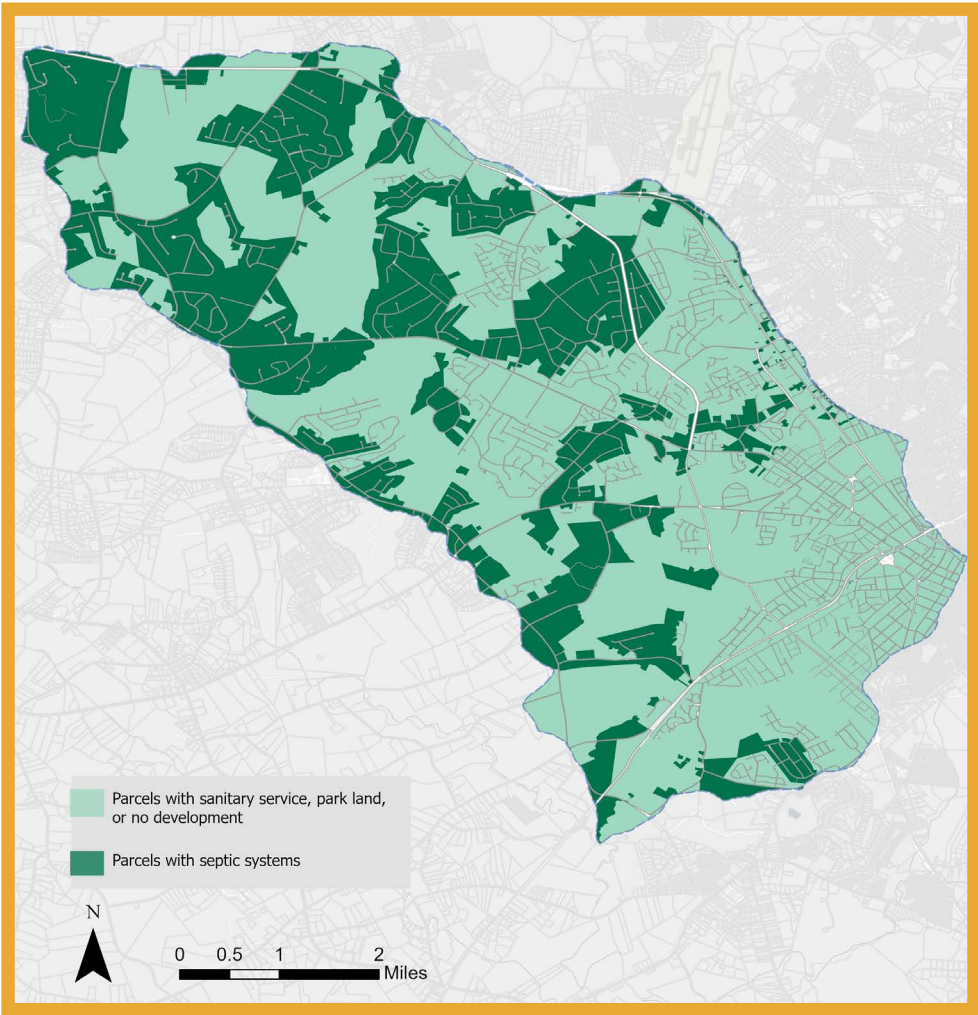 Parcels with sanitary service, park land,
or no development
Parcels with septic systems
N
0 0.5 1 2
Miles